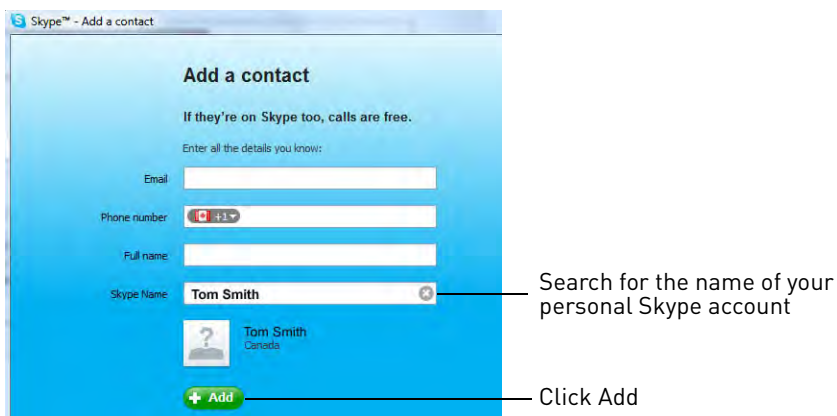 Skype™ - Add a contact
Add a contact
If they're on Skype too, calls are free.
Enter all the details you know:
Email
Phone number +1
Full name
Skype Name Tom Smith
Search for the name of your
personal Skype account
Tom Smith
Canada
+ Add
Click Add